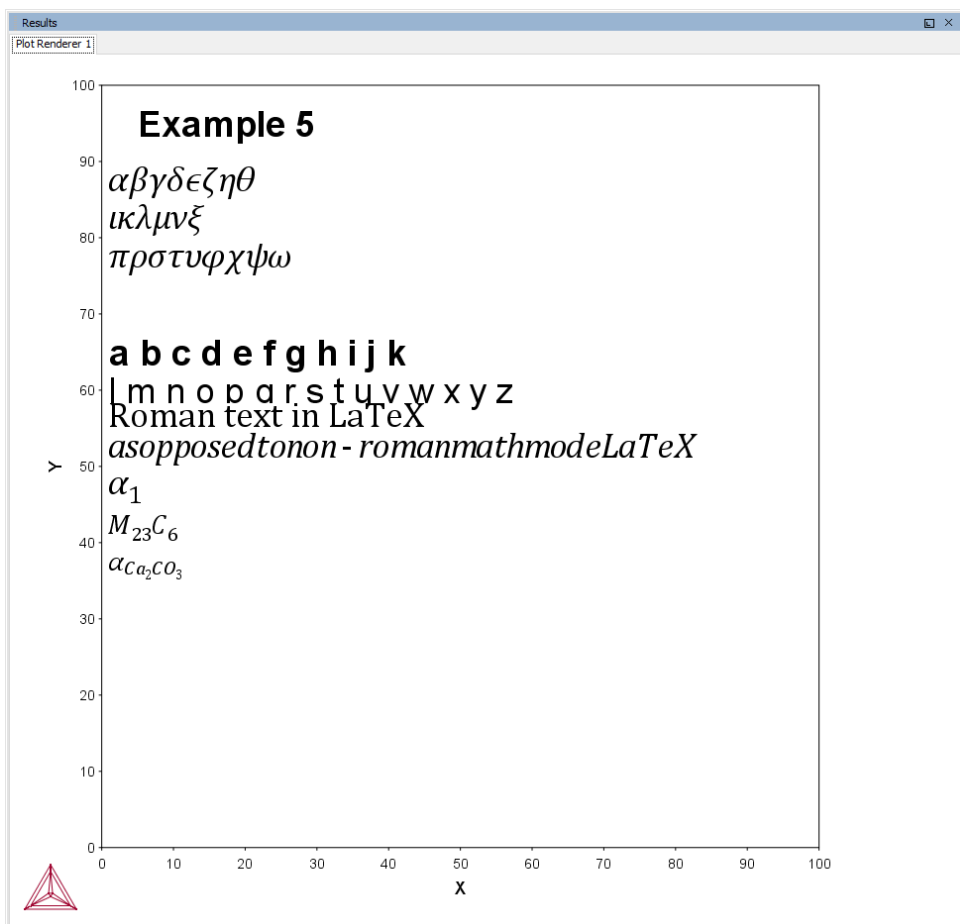 Results
Plot Renderer 1
100
Example 5
90
αβγδϵζηθ
ικλμνξ
80
πρστυφχψω
70
a b c d e f g h i j k
60
l m n o p q r s t u v w x y z
Roman text in LaTeX
asopposedtonon - romanmathmodeLaTeX
Y
50
α₁
M₂₃C₆
40
α_{Ca₂CO₃}
30
20
10
0
0 10 20 30 40 50 60 70 80 90 100
X